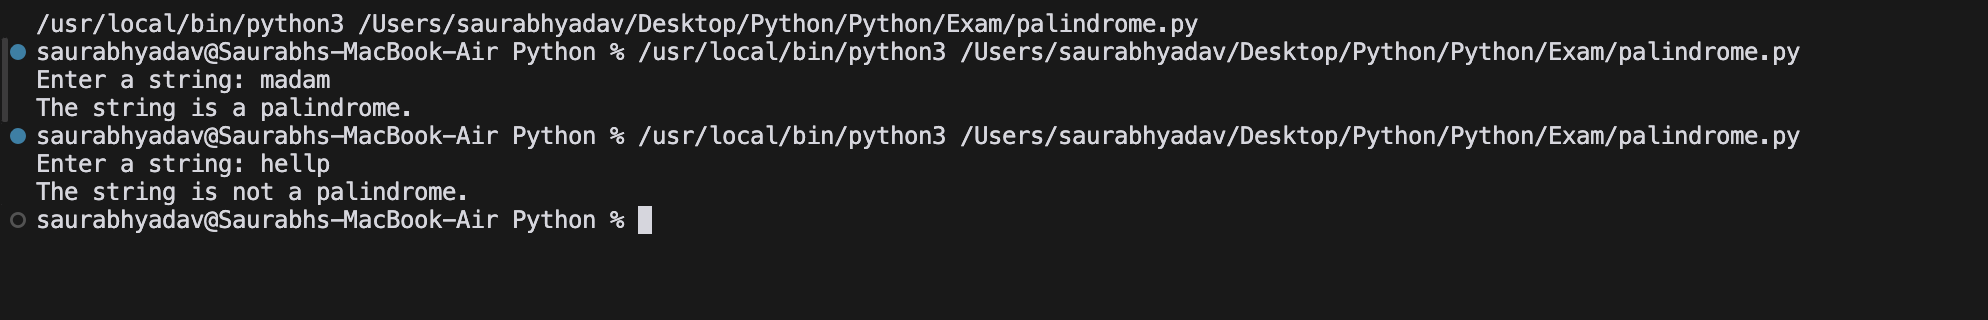 /usr/local/bin/python3 /Users/saurabhyadav/Desktop/Python/Python/Exam/palindrome.py
saurabhyadav@Saurabhs-MacBook-Air Python % /usr/local/bin/python3 /Users/saurabhyadav/Desktop/Python/Python/Exam/palindrome.py
Enter a string: madam
The string is a palindrome.
saurabhyadav@Saurabhs-MacBook-Air Python % /usr/local/bin/python3 /Users/saurabhyadav/Desktop/Python/Python/Exam/palindrome.py
Enter a string: hellp
The string is not a palindrome.
saurabhyadav@Saurabhs-MacBook-Air Python %